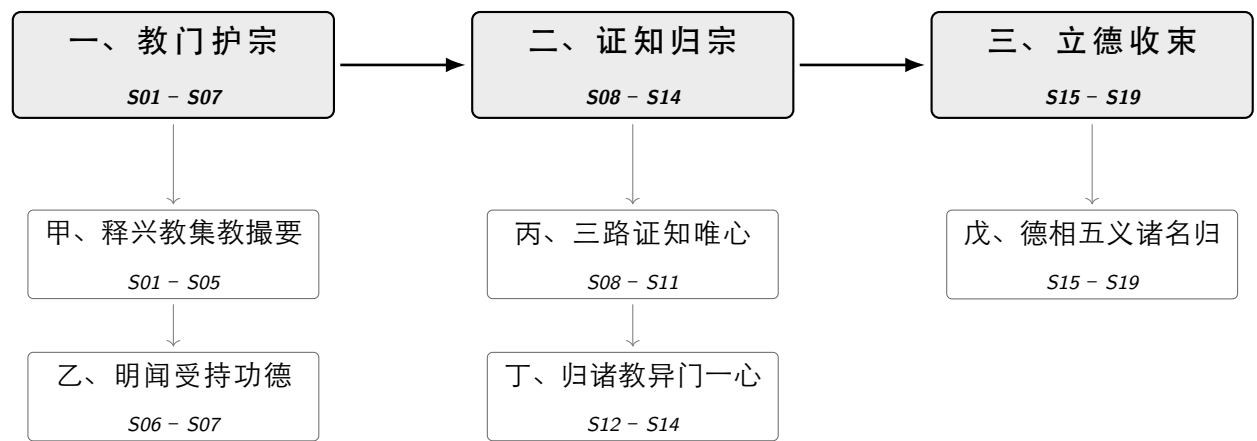 一、教门护宗
S01 – S07
二、证知归宗
S08 – S14
三、立德收束
S15 – S19
甲、释兴教集教撮要
S01 – S05
丙、三路证知唯心
S08 – S11
戊、德相五义诸名归
S15 – S19
乙、明闻受持功德
S06 – S07
丁、归诸教异门一心
S12 – S14